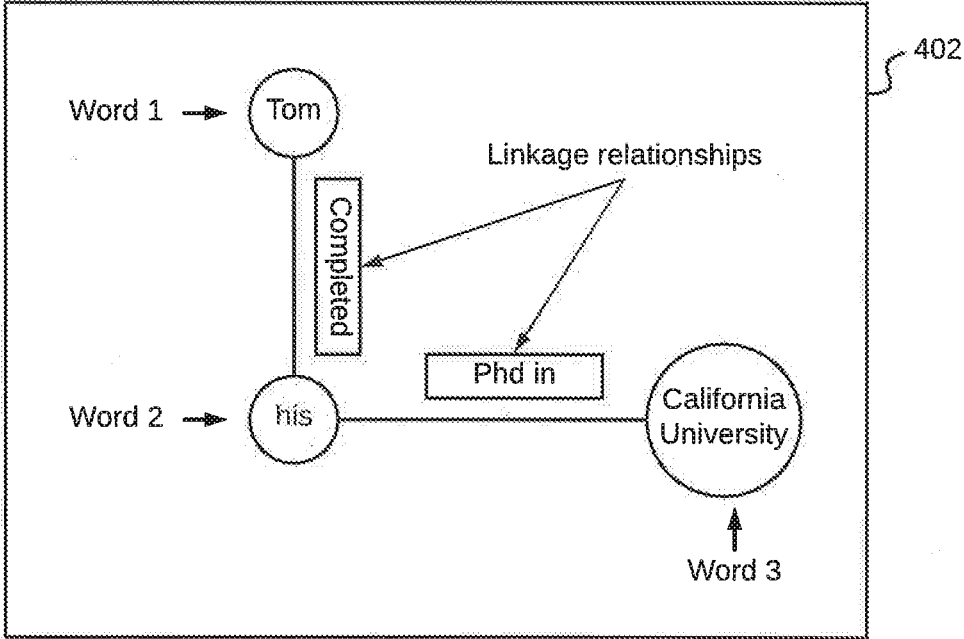 402
Word 1
Tom
Linkage relationships
Completed
Phd in
California
University
Word 2
his
Word 3